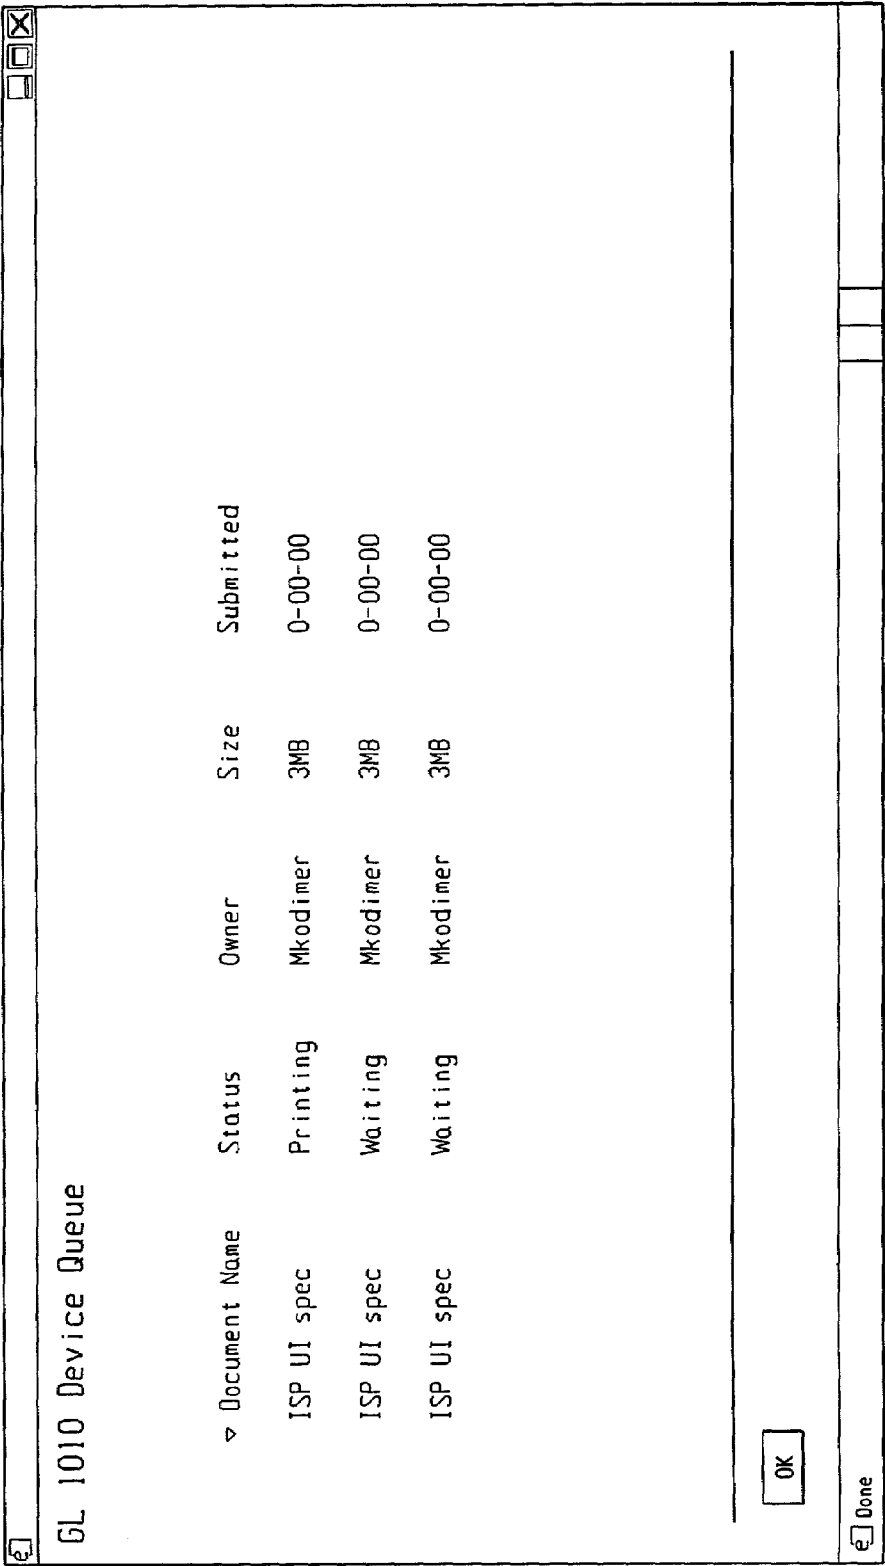 GL 1010 Device Queue
▽ Document Name Status Owner Size Submitted
ISP UI spec Printing Mkodimer 3MB 0-00-00
ISP UI spec Waiting Mkodimer 3MB 0-00-00
ISP UI spec Waiting Mkodimer 3MB 0-00-00
OK
e Done